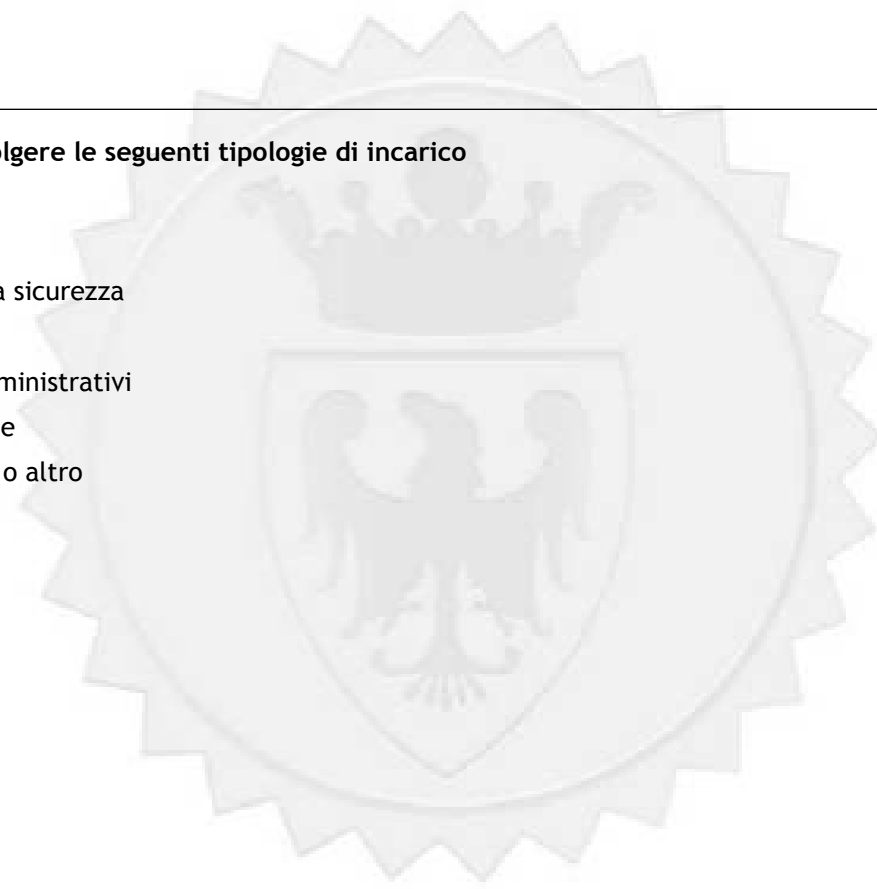 olgere le seguenti tipologie di incarico
a sicurezza
ministrativi
e
o altro